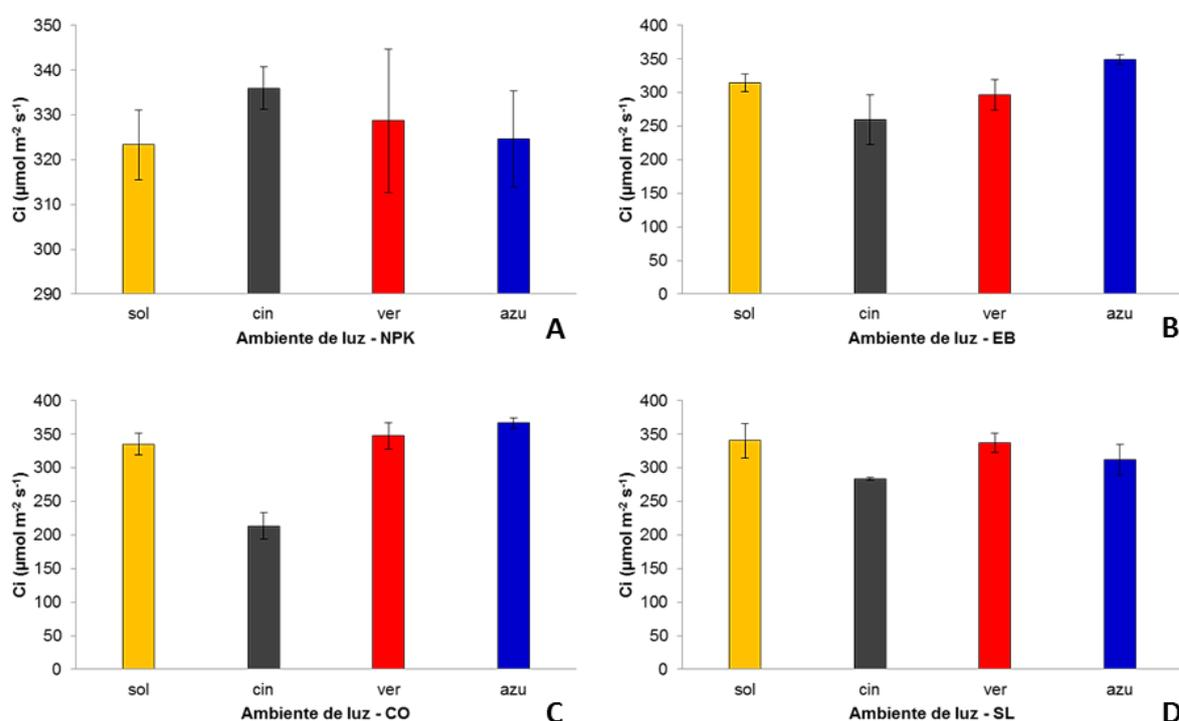 350
340
330
320
310
300
290
Ci (µmol m⁻² s⁻¹)
sol cin ver azu
Ambiente de luz - NPK
A
400
350
300
250
200
150
100
50
0
Ci (µmol m⁻² s⁻¹)
sol cin ver azu
Ambiente de luz - EB
B
400
350
300
250
200
150
100
50
0
Ci (µmol m⁻² s⁻¹)
sol cin ver azu
Ambiente de luz - CO
C
400
350
300
250
200
150
100
50
0
Ci (µmol m⁻² s⁻¹)
sol cin ver azu
Ambiente de luz - SL
D